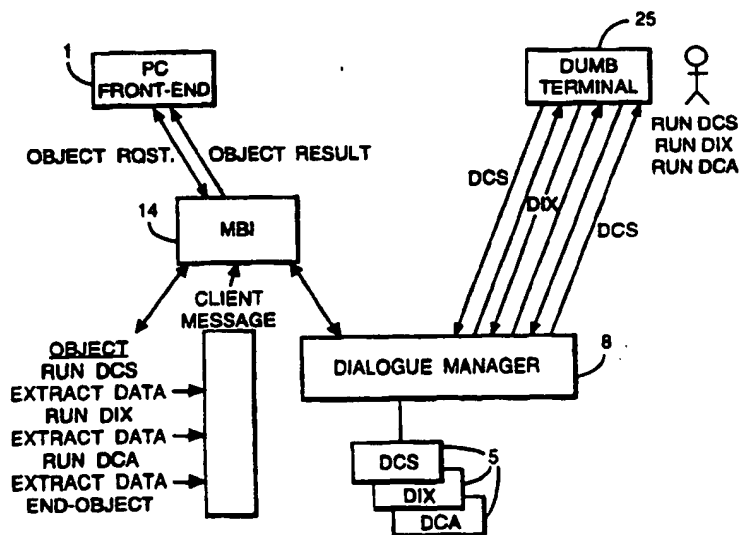 1
PC
FRONT-END
25
DUMB
TERMINAL
RUN DCS
RUN DIX
RUN DCA
OBJECT RQST.
OBJECT RESULT
DCS
DIX
DCS
14
MBI
CLIENT
MESSAGE
OBJECT
RUN DCS
EXTRACT DATA
RUN DIX
EXTRACT DATA
RUN DCA
EXTRACT DATA
END-OBJECT
DIALOGUE MANAGER
8
DCS
5
DIX
DCA